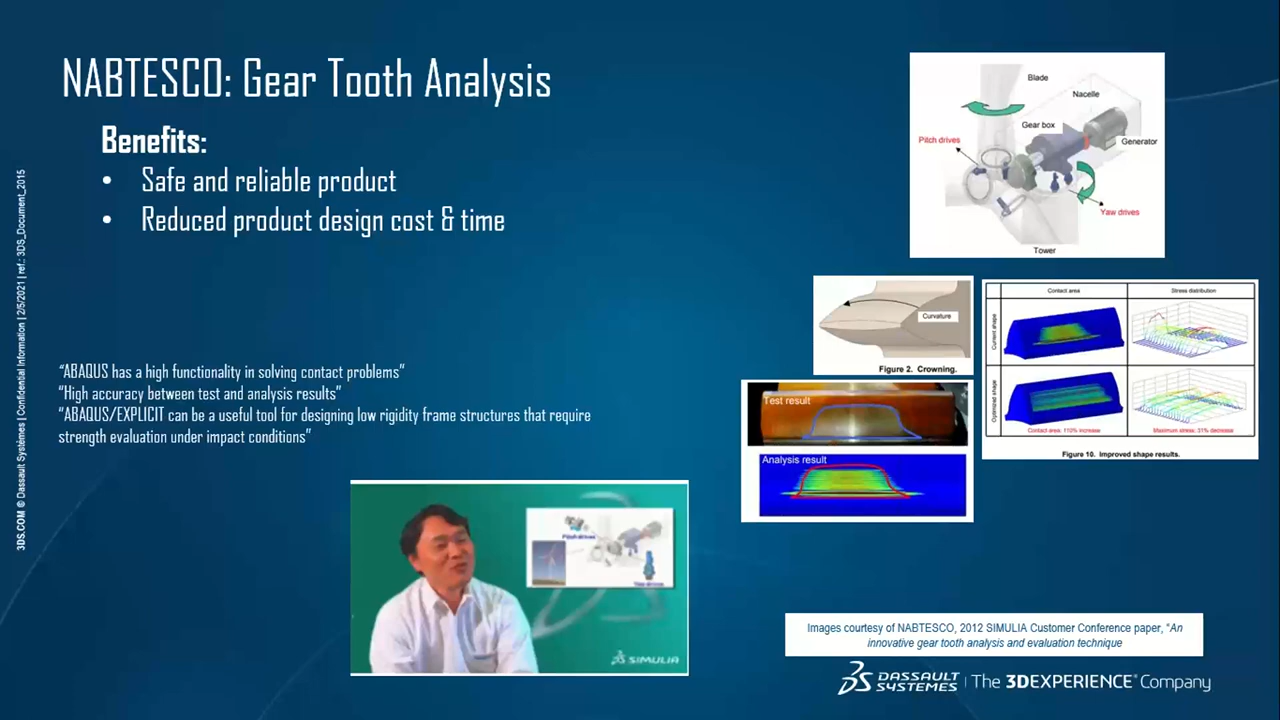 NABTESCO: Gear Tooth Analysis
Benefits:
• Safe and reliable product
• Reduced product design cost & time
“ABAQUS has a high functionality in solving contact problems”
“High accuracy between test and analysis results”
“ABAQUS/EXPLICIT can be a useful tool for designing low rigidity frame structures that require
strength evaluation under impact conditions”
3DS.COM © Dassault Systèmes | Confidential Information | 2/5/2021 | ref.: 3DS_Document_2015
Blade
Nacelle
Gear box
Pitch drives
Generator
Yaw drives
Tower
Curvature
Figure 2. Crowning.
Contact area
Stress distribution
Current shape
Optimized shape
Contact area: 110% increase
Maximum stress: 31% decrease
Figure 10. Improved shape results.
Test result
Analysis result
Pitch drives
SIMULIA
Images courtesy of NABTESCO, 2012 SIMULIA Customer Conference paper, “An
innovative gear tooth analysis and evaluation technique
DASSAULT
SYSTEMES | The 3DEXPERIENCE® Company